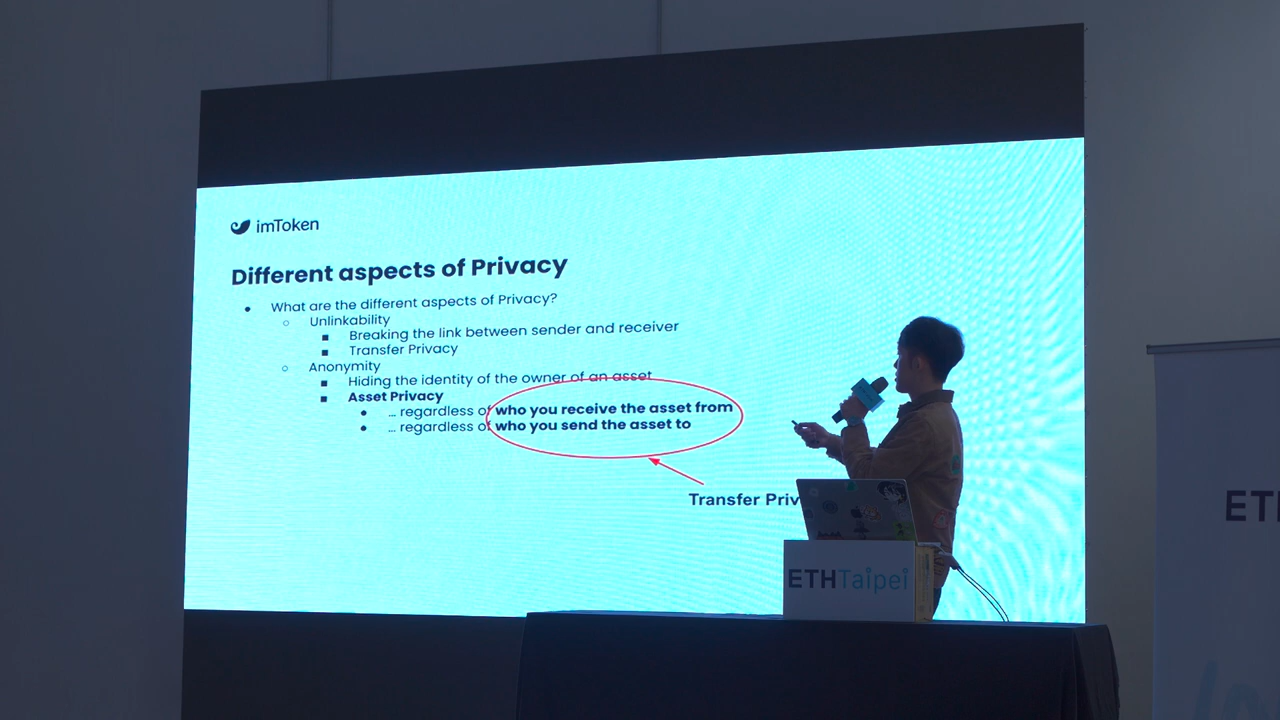 imToken
Different aspects of Privacy
What are the different aspects of Privacy?
Unlinkability
Breaking the link between sender and receiver
Transfer Privacy
Anonymity
Hiding the identity of the owner of an asset
Asset Privacy
... regardless of who you receive the asset from
... regardless of who you send the asset to
Transfer Priv
ETHTaipei